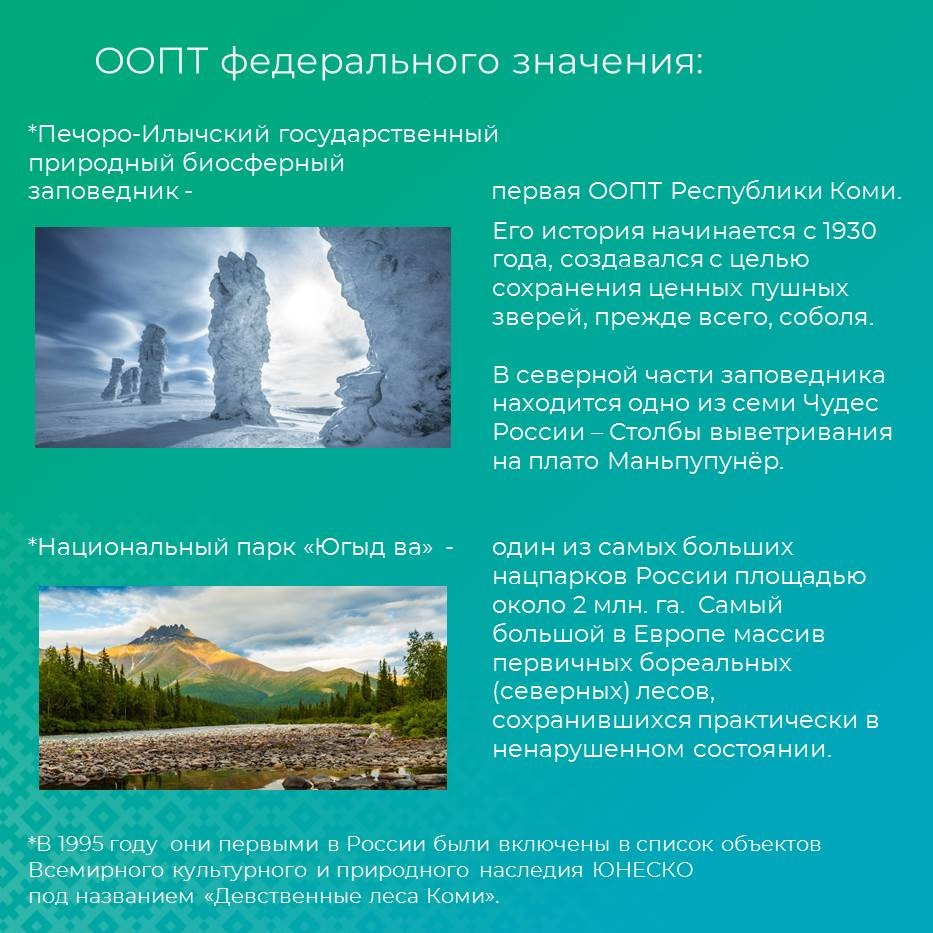 ООПТ федерального значения:
*Печоро-Илычский государственный
природный биосферный
заповедник -
первая ООПТ Республики Коми.
Его история начинается с 1930
года, создавался с целью
сохранения ценных пушных
зверей, прежде всего, соболя.
В северной части заповедника
находится одно из семи Чудес
России – Столбы выветривания
на плато Маньпупунёр.
*Национальный парк «Югыд ва» -
один из самых больших
нацпарков России площадью
около 2 млн. га. Самый
большой в Европе массив
первичных бореальных
(северных) лесов,
сохранившихся практически в
ненарушенном состоянии.
*В 1995 году они первыми в России были включены в список объектов
Всемирного культурного и природного наследия ЮНЕСКО
под названием «Девственные леса Коми».